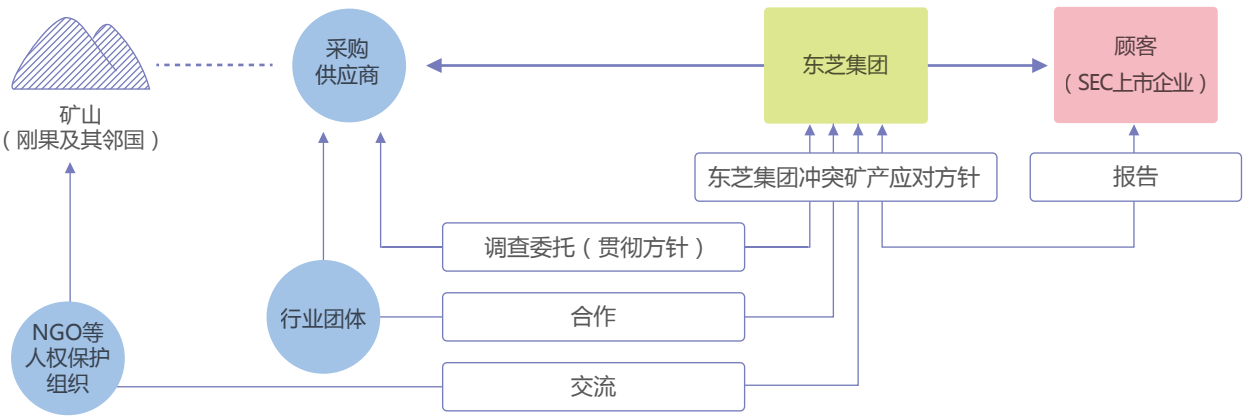 采购
供应商
东芝集团
顾客
（SEC上市企业）
矿山
（刚果及其邻国）
东芝集团冲突矿产应对方针
报告
调查委托（贯彻方针）
行业团体
合作
NGO等
人权保护
组织
交流